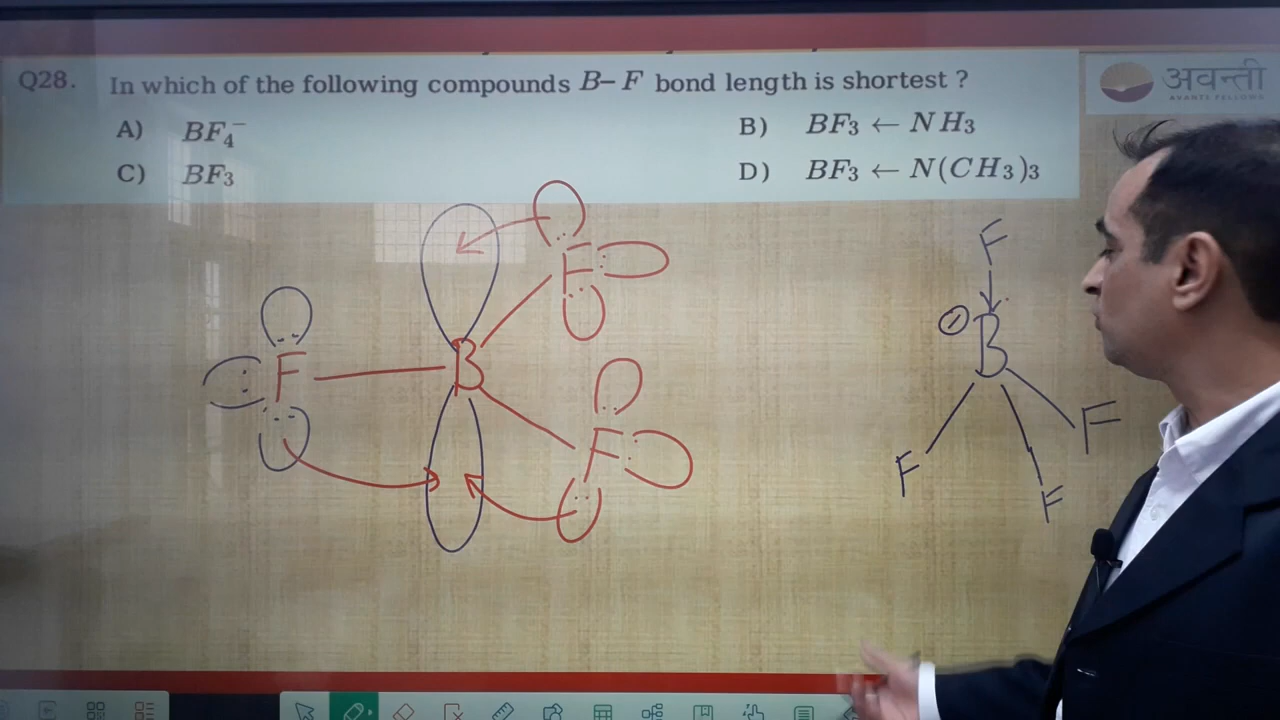 Q28. In which of the following compounds B–F bond length is shortest ?
A) BF₄⁻
B) BF₃ ← NH₃
C) BF₃
D) BF₃ ← N(CH₃)₃
अवन्ती
AVANTI FELLOWS
F
F
B
F
F
F
⊖
B
F
F
F